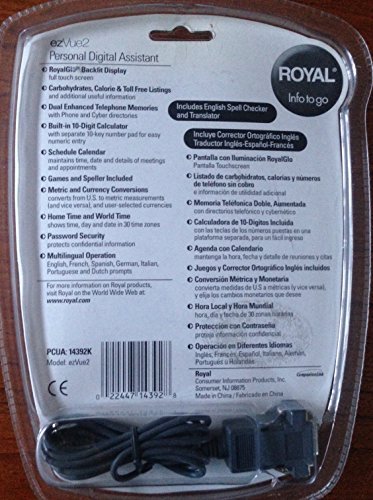 ezVue2
Personal Digital Assistant
RoyalGlo® Backlit Display
full touch screen
Carbohydrates, Calorie & Toll Free Listings
and additional useful information
Dual Enhanced Telephone Memories
with Phone and Cyber directories
Built-in 10-Digit Calculator
with separate 10-key number pad for easy
numeric entry
Schedule Calendar
maintains time, date and details of meetings
and appointments
Games and Speller Included
Metric and Currency Conversions
converts from U.S. to metric measurements
(and vice versa), and user-selected currencies
Home Time and World Time
shows time, day and date in 30 time zones
Password Security
protects confidential information
Multilingual Operation
English, French, Spanish, German, Italian,
Portuguese and Dutch prompts
For more information on Royal products,
visit Royal on the World Wide Web at
www.royal.com
PCUA: 14392K
Model: ezVue2
CE
0 22447 14392 8
ROYAL®
Info to go
Includes English Spell Checker
and Translator
Incluye Corrector Ortográfico Inglés
Traductor Inglés-Español-Francés
Pantalla con Iluminación RoyalGlo
Pantalla Touchscreen
Listado de carbohydratos, calorías y números
de teléfono sin cobro
e información de utilidad adicional
Memoria Telefónica Doble, Aumentada
con directorios telefónico y cybernético
Calculadora de 10-Dígitos Incluida
con las teclas de los números puestas en una
plataforma separada, para un fácil ingreso
Agenda con Calendario
mantenga la hora, fecha y detalle de reuniones y citas
Juegos y Corrector Ortográfico Inglés incluidos
Conversión Métrica y Monetaria
convierta medidas de U.S a métricas (y vice versa),
y elija los cambios monetarios que desee
Hora Local y Hora Mundial
hora, día y fecha de 30 zonas horarias
Protección con Contraseña
proteja información confidencial
Operación en Diferentes Idiomas
Inglés, Francés, Español, Italiano, Alemán,
Portugués u Holandés
Royal
Consumer Information Products, Inc.
Somerset, NJ 08875
Made in China / Fabricado en China